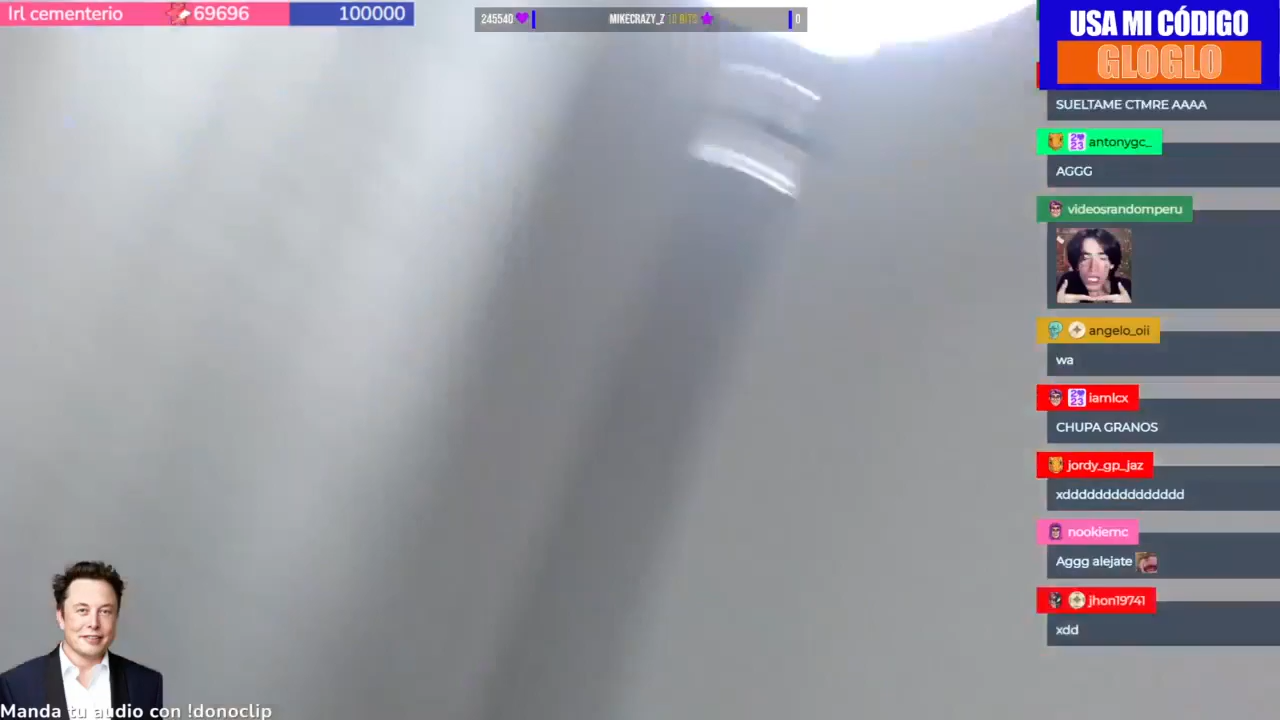 Irl cementerio 69696 100000
245540 MIKECRAZY_Z 10 BITS 0
USA MI CÓDIGO
GLOGLO
SUELTAME CTMRE AAAA
antonygc_
AGGG
videosrandomperu
angelo_oii
wa
iamlcx
CHUPA GRANOS
jordy_gp_jaz
xddddddddddddddd
nookiemc
Aggg alejate
jhon19741
xdd
Manda tu audio con !donoclip